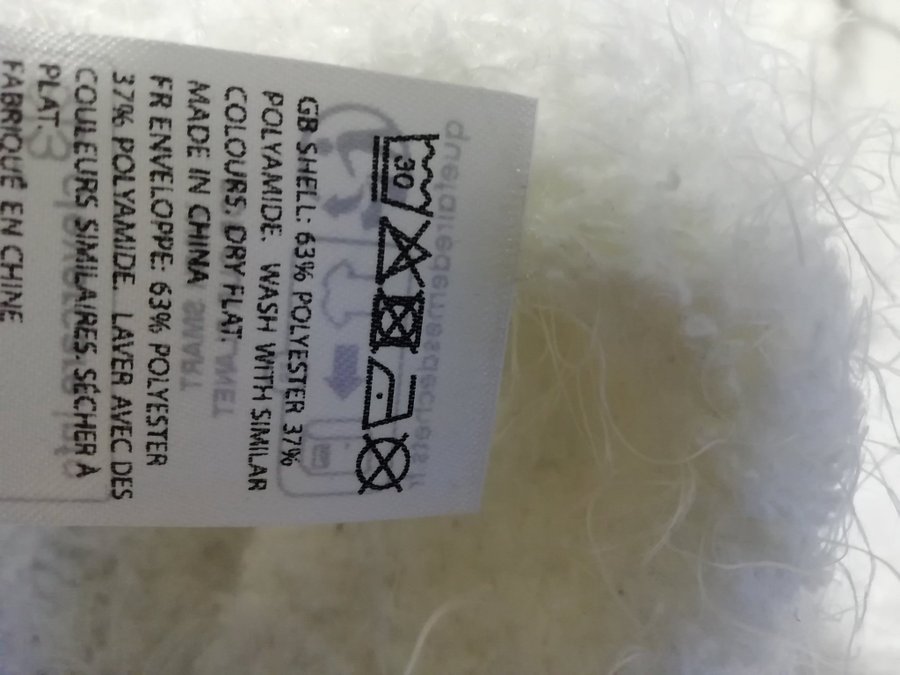 30
GB SHELL: 63% POLYESTER 37%
POLYAMIDE. WASH WITH SIMILAR
COLOURS. DRY FLAT.
MADE IN CHINA
FR ENVELOPPE: 63% POLYESTER
37% POLYAMIDE. LAVER AVEC DES
COULEURS SIMILAIRES. SÉCHER À
PLAT.
FABRIQUÉ EN CHINE